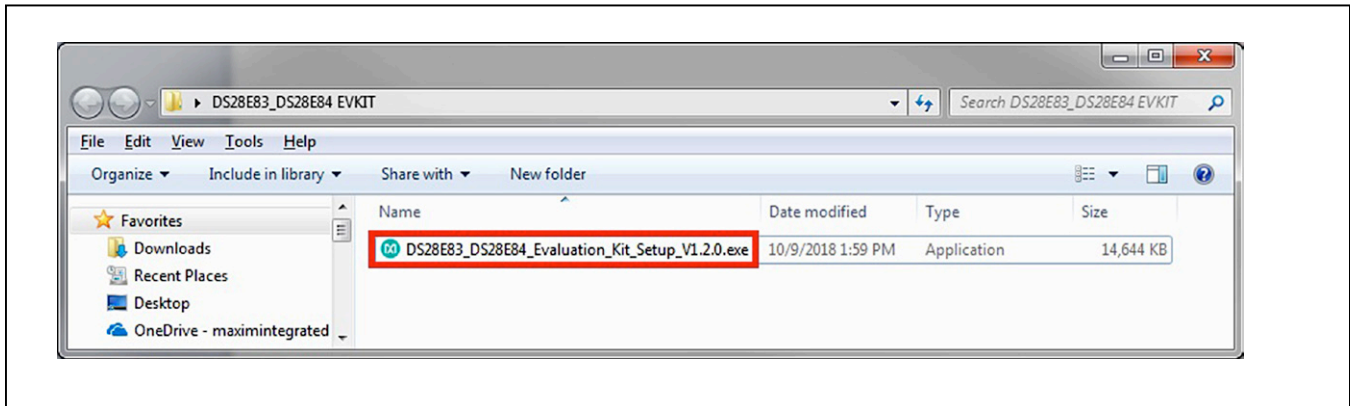 DS28E83_DS28E84 EVKIT
Search DS28E83_DS28E84 EVKIT
File Edit View Tools Help
Organize Include in library Share with New folder
Favorites
Downloads
Recent Places
Desktop
OneDrive - maximintegrated
Name Date modified Type Size
DS28E83_DS28E84_Evaluation_Kit_Setup_V1.2.0.exe 10/9/2018 1:59 PM Application 14,644 KB